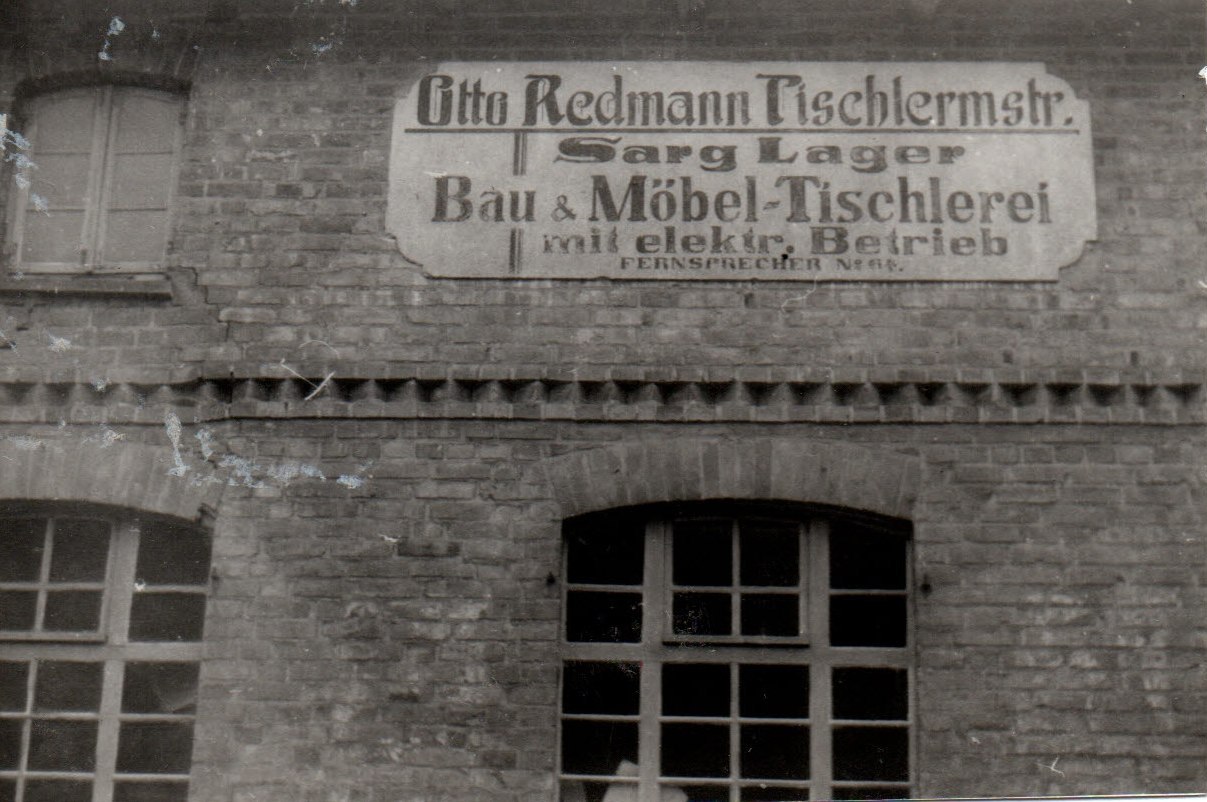 Otto Redmann Tischlermstr.
Sarg Lager
Bau & Möbel-Tischlerei
mit elektr. Betrieb
FERNSPRECHER No 64.